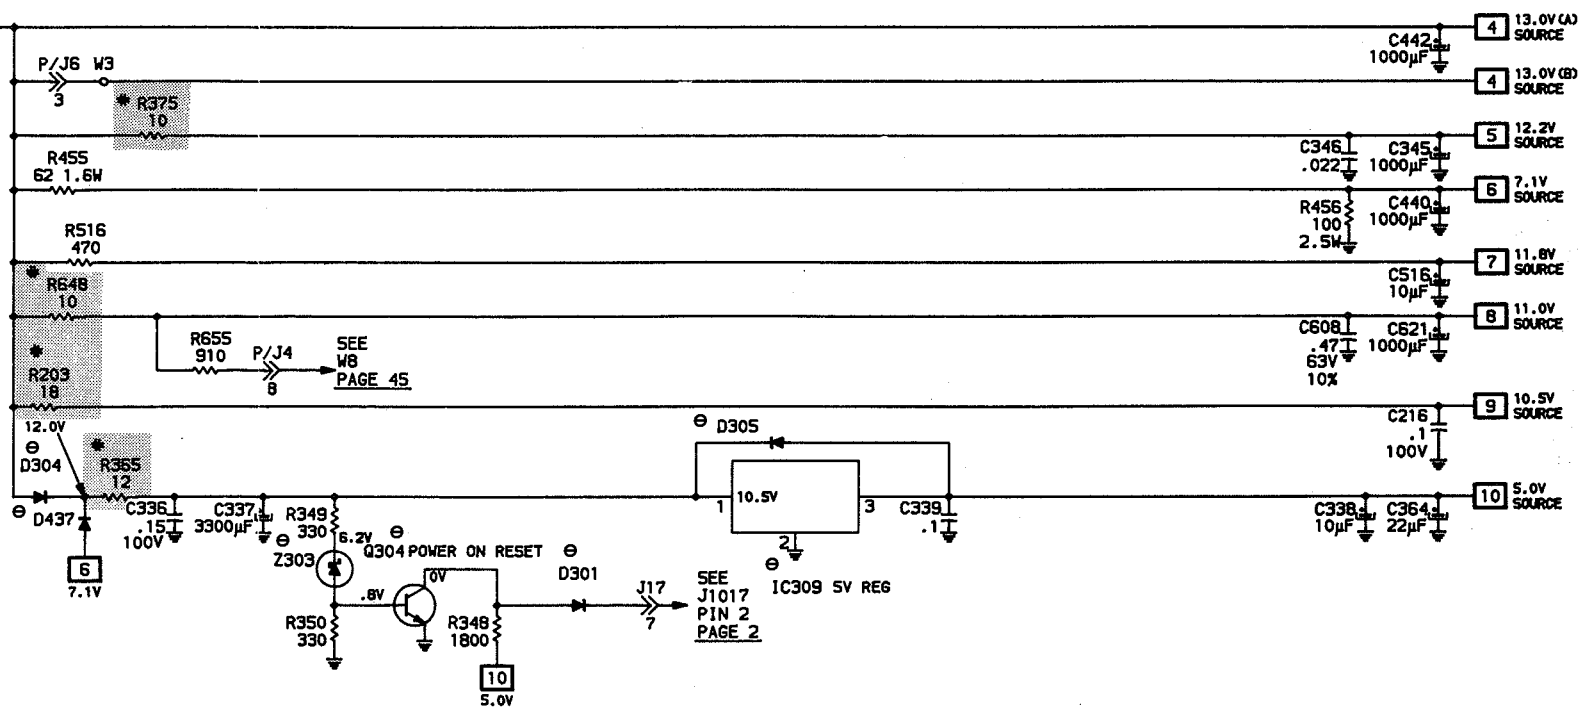 4 13.0V(A)
SOURCE
C442
1000µF
P/J6 W3
3
4 13.0V(B)
SOURCE
* R375
10
5 12.2V
SOURCE
C346
.022
C345
1000µF
R455
62 1.6W
6 7.1V
SOURCE
R456
100
2.5W
C440
1000µF
R516
470
7 11.8V
SOURCE
C516
10µF
*
R648
10
8 11.0V
SOURCE
C608
.47
63V
10%
C621
1000µF
R655
910
P/J4
8
SEE
W8
PAGE 45
*
R203
18
9 10.5V
SOURCE
C216
.1
100V
12.0V
D304
*
R365
12
D305
10.5V
1
3
2
IC309 5V REG
C339
.1
10 5.0V
SOURCE
C338
10µF
C364
22µF
D437
6
7.1V
C336
.15
100V
C337
3300µF
R349
330
6.2V
Z303
Q304 POWER ON RESET
0V
.8V
R350
330
D301
R348
1800
J17
7
SEE
J1017
PIN 2
PAGE 2
10
5.0V